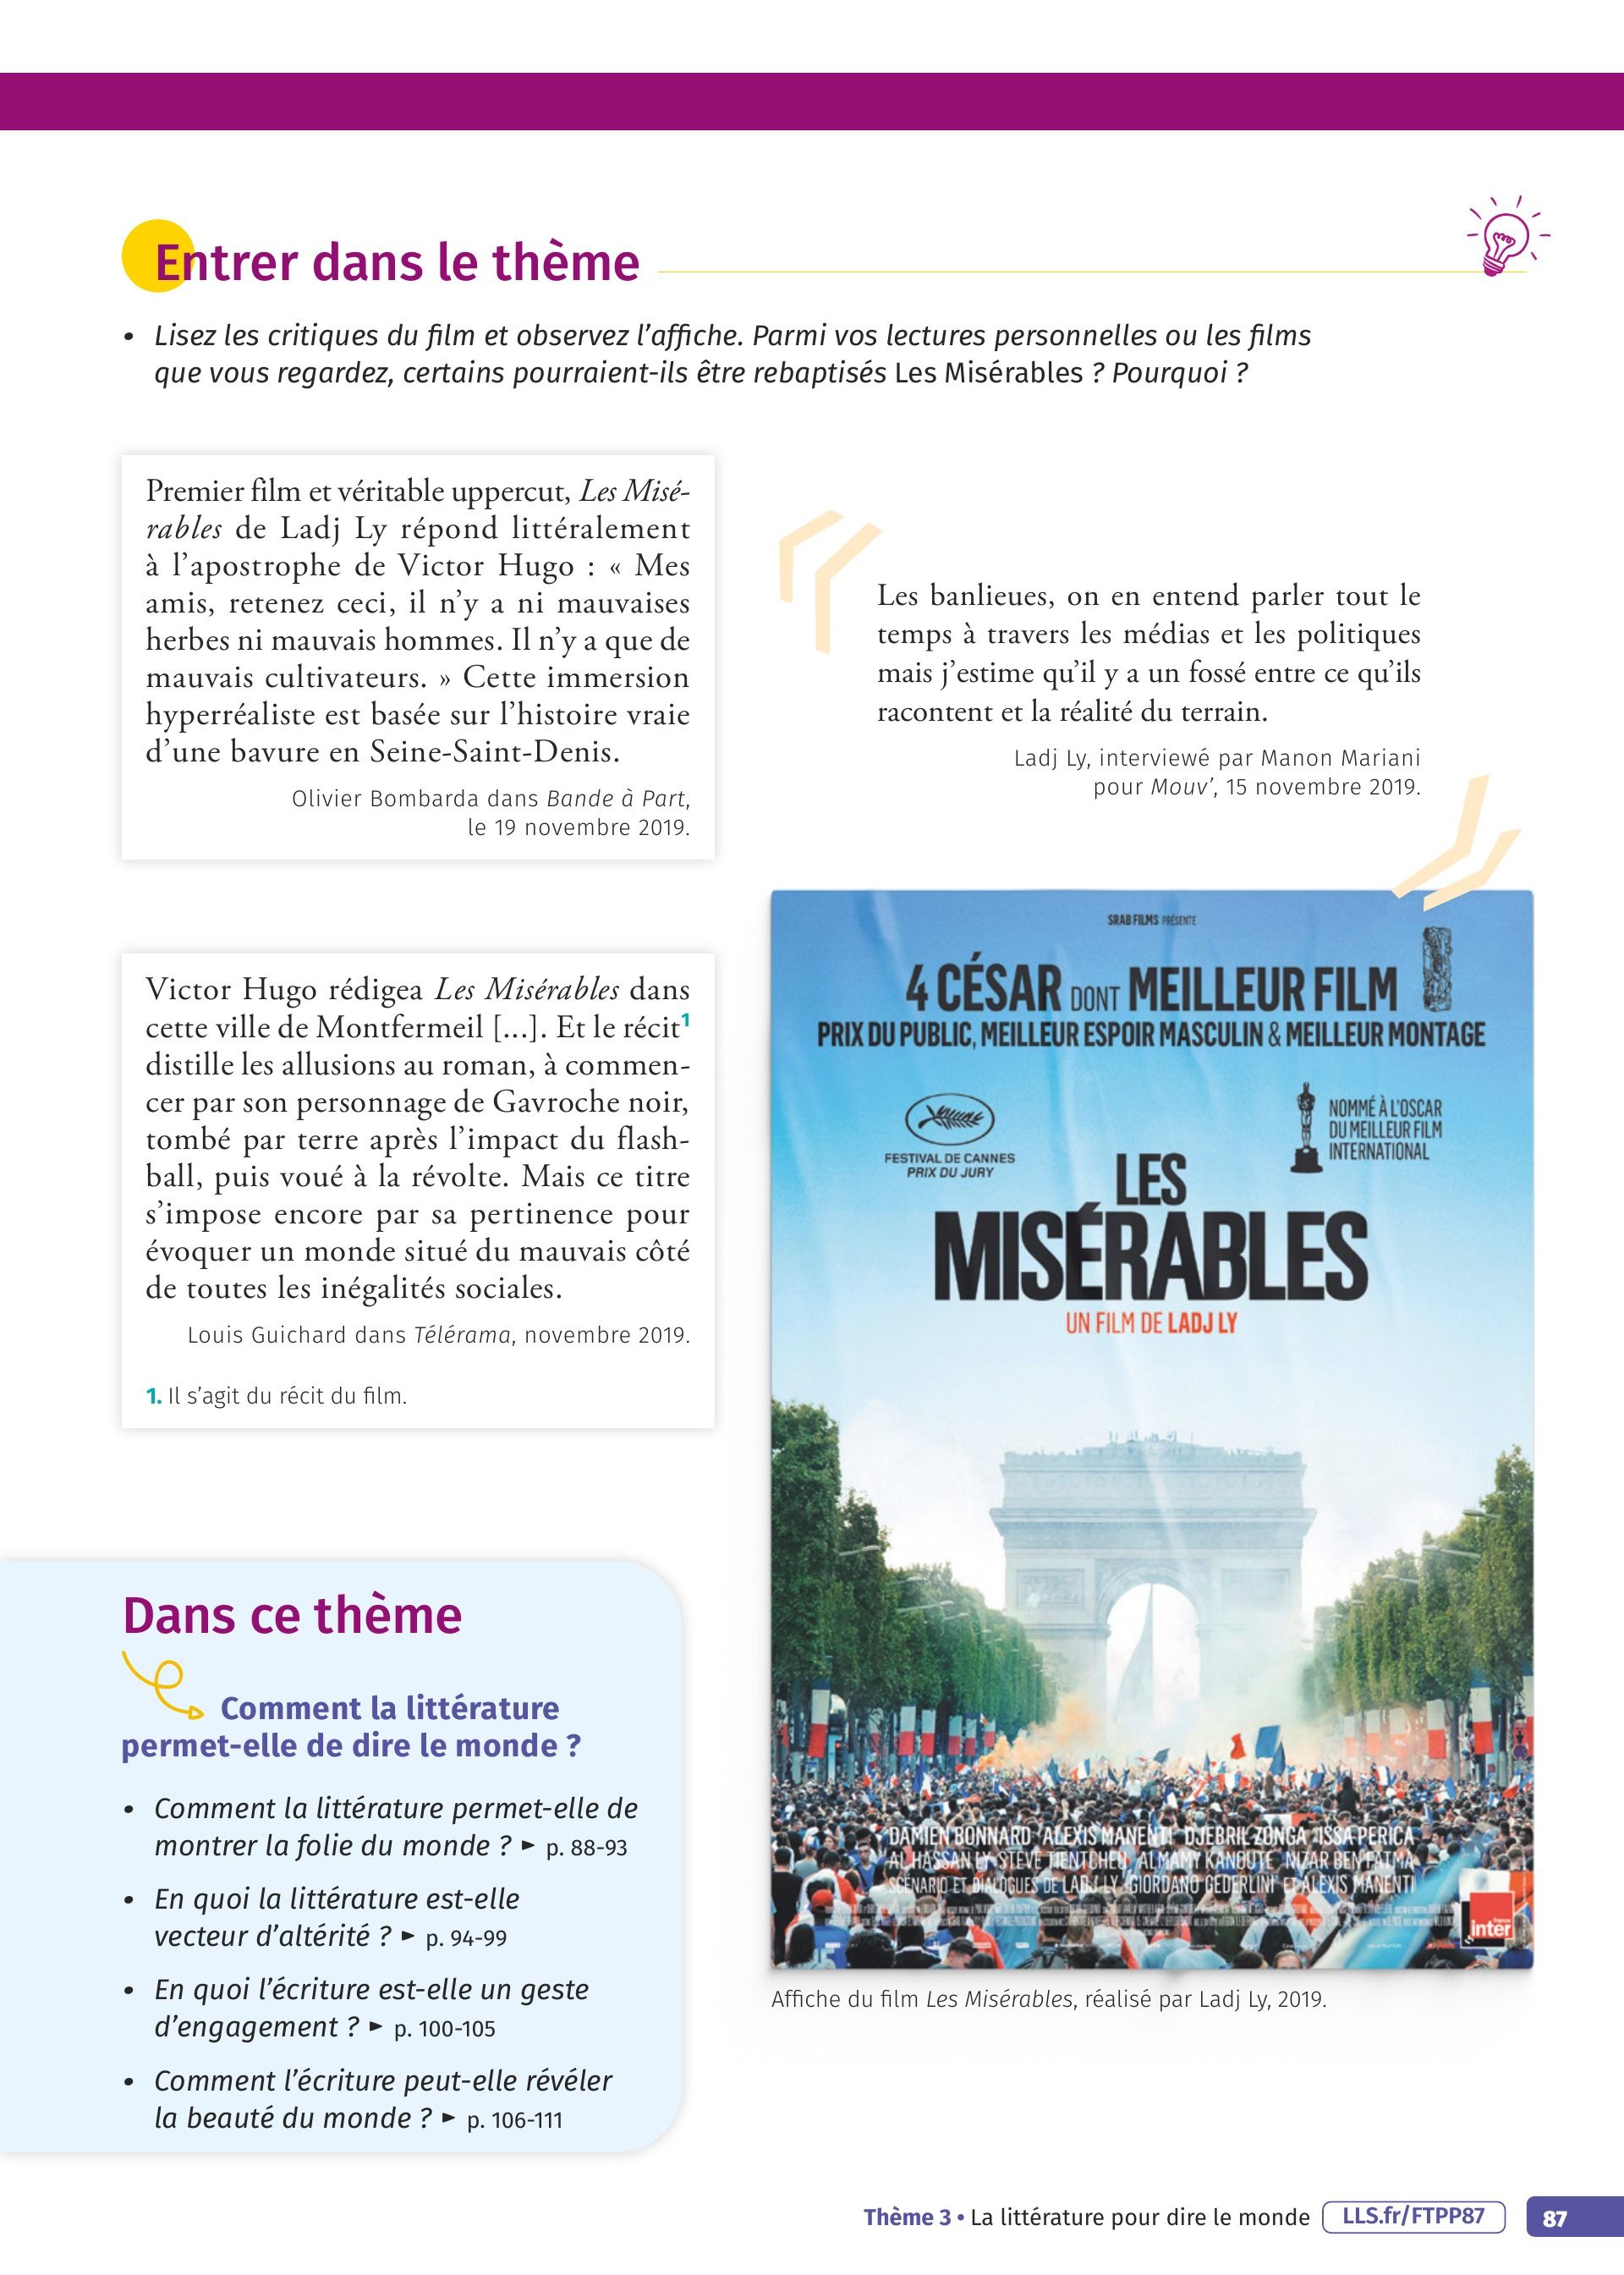 Entrer dans le thème
• Lisez les critiques du film et observez l’affiche. Parmi vos lectures personnelles ou les films
que vous regardez, certains pourraient-ils être rebaptisés Les Misérables ? Pourquoi ?
Premier film et véritable uppercut, Les Misé-
rables de Ladj Ly répond littéralement
à l’apostrophe de Victor Hugo : « Mes
amis, retenez ceci, il n’y a ni mauvaises
herbes ni mauvais hommes. Il n’y a que de
mauvais cultivateurs. » Cette immersion
hyperréaliste est basée sur l’histoire vraie
d’une bavure en Seine-Saint-Denis.
Olivier Bombarda dans Bande à Part,
le 19 novembre 2019.
Les banlieues, on en entend parler tout le
temps à travers les médias et les politiques
mais j’estime qu’il y a un fossé entre ce qu’ils
racontent et la réalité du terrain.
Ladj Ly, interviewé par Manon Mariani
pour Mouv’, 15 novembre 2019.
Victor Hugo rédigea Les Misérables dans
cette ville de Montfermeil [...]. Et le récit1
distille les allusions au roman, à commen-
cer par son personnage de Gavroche noir,
tombé par terre après l’impact du flash-
ball, puis voué à la révolte. Mais ce titre
s’impose encore par sa pertinence pour
évoquer un monde situé du mauvais côté
de toutes les inégalités sociales.
Louis Guichard dans Télérama, novembre 2019.
1. Il s’agit du récit du film.
SRAB FILMS PRÉSENTE
4 CÉSAR DONT MEILLEUR FILM
PRIX DU PUBLIC, MEILLEUR ESPOIR MASCULIN & MEILLEUR MONTAGE
FESTIVAL DE CANNES
PRIX DU JURY
NOMMÉ À L'OSCAR
DU MEILLEUR FILM
INTERNATIONAL
LES
MISÉRABLES
UN FILM DE LADJ LY
DAMIEN BONNARD ALEXIS MANENTI DJEBRIL ZONGA ISSA PERICA
AL HASSAN LY STEVE TIENTCHEU ALMAMY KANOUTÉ NIZAR BEN FATMA
SCÉNARIO ET DIALOGUES DE LADJ LY GIORDANO GEDERLINI ET ALEXIS MANENTI
france
inter
Affiche du film Les Misérables, réalisé par Ladj Ly, 2019.
Dans ce thème
Comment la littérature
permet-elle de dire le monde ?
• Comment la littérature permet-elle de
montrer la folie du monde ? ► p. 88-93
• En quoi la littérature est-elle
vecteur d’altérité ? ► p. 94-99
• En quoi l’écriture est-elle un geste
d’engagement ? ► p. 100-105
• Comment l’écriture peut-elle révéler
la beauté du monde ? ► p. 106-111
Thème 3 • La littérature pour dire le monde LLS.fr/FTPP87 87